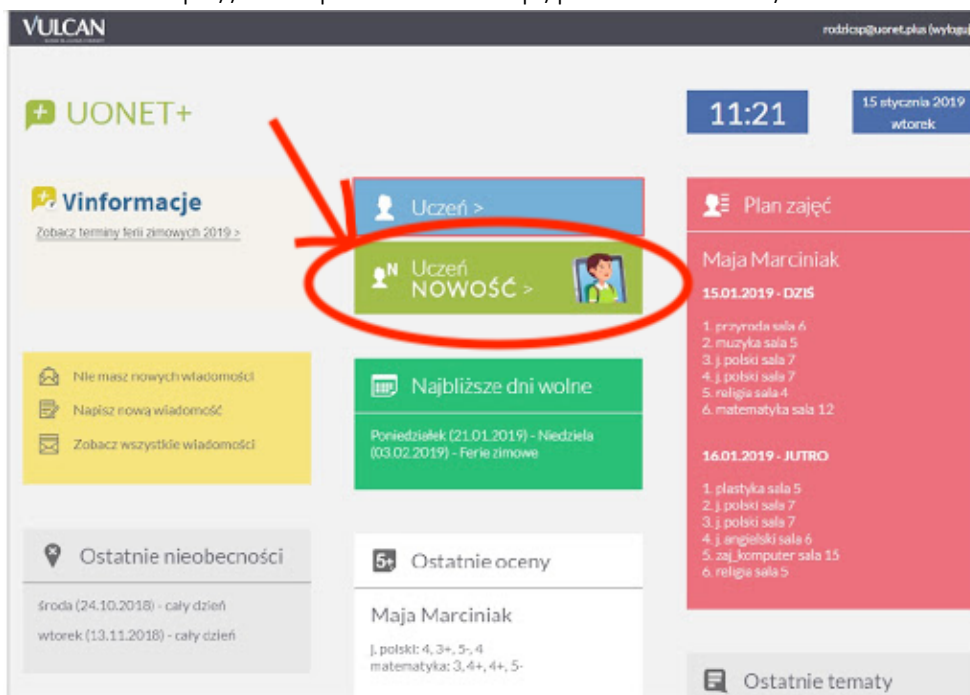 VULCAN
rodzicsp@uonet.plus (wyloguj
UONET+
11:21
15 stycznia 2019
wtorek
Vinformacje
Zobacz terminy ferii zimowych 2019 >
Uczeń >
Uczeń
NOWOŚĆ >
Plan zajęć
Maja Marciniak
15.01.2019 - DZIŚ
1. przyroda sala 6
2. muzyka sala 5
3. j.polski sala 7
4. j.polski sala 7
5. religia sala 4
6. matematyka sala 12
16.01.2019 - JUTRO
1. plastyka sala 5
2. j.polski sala 7
3. j.polski sala 7
4. j.angielski sala 6
5. zaj_komputer sala 15
6. religia sala 5
Nie masz nowych wiadomości
Napisz nową wiadomość
Zobacz wszystkie wiadomości
Najbliższe dni wolne
Poniedziałek (21.01.2019) - Niedziela
(03.02.2019) - Ferie zimowe
Ostatnie nieobecności
środa (24.10.2018) - cały dzień
wtorek (13.11.2018) - cały dzień
5+ Ostatnie oceny
Maja Marciniak
j. polski: 4, 3+, 5-, 4
matematyka: 3, 4+, 4+, 5-
Ostatnie tematy